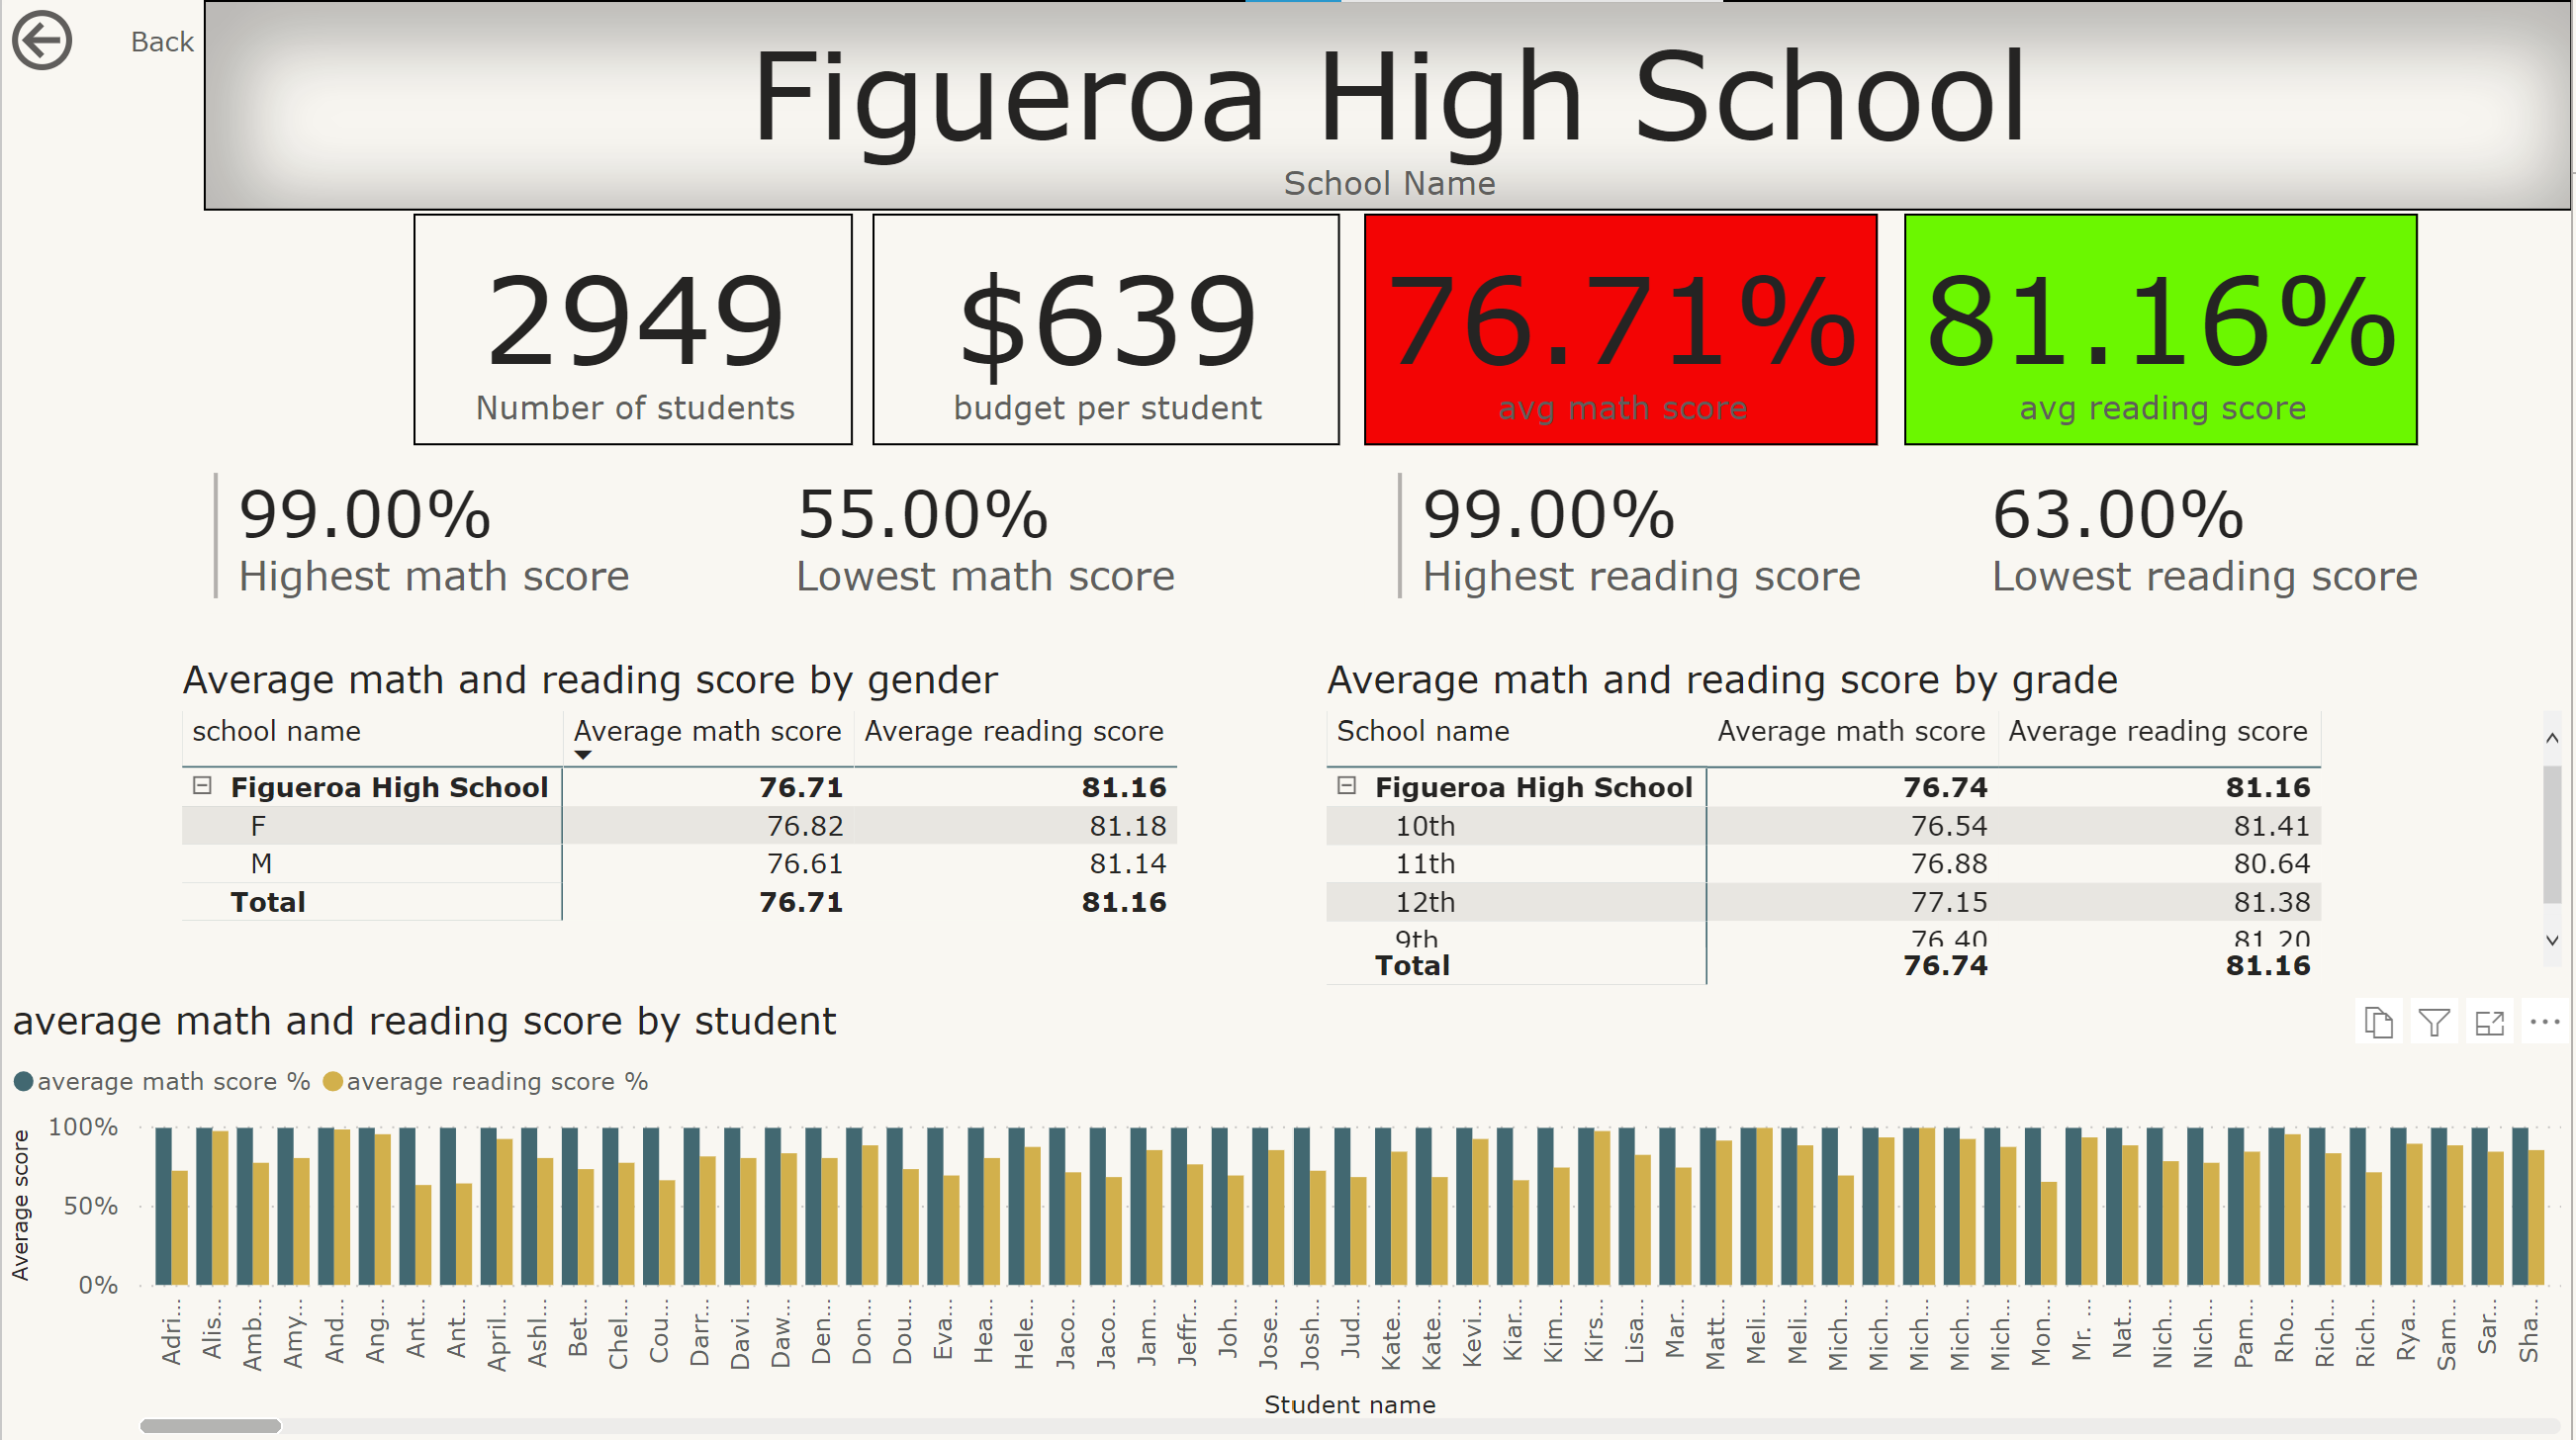 Back
Figueroa High School
School Name
2949
Number of students
$639
budget per student
76.71%
avg math score
81.16%
avg reading score
99.00%
Highest math score
55.00%
Lowest math score
99.00%
Highest reading score
63.00%
Lowest reading score
Average math and reading score by gender
school name Average math score Average reading score
Figueroa High School 76.71 81.16
F 76.82 81.18
M 76.61 81.14
Total 76.71 81.16
Average math and reading score by grade
School name Average math score Average reading score
Figueroa High School 76.74 81.16
10th 76.54 81.41
11th 76.88 80.64
12th 77.15 81.38
9th 76.40 81.20
Total 76.74 81.16
average math and reading score by student
average math score % average reading score %
Average score
100%
50%
0%
Adri...
Alis...
Amb...
Amy...
And...
Ang...
Ant...
Ant...
April...
Ashl...
Bet...
Chel...
Cou...
Darr...
Davi...
Daw...
Den...
Don...
Dou...
Eva...
Hea...
Hele...
Jaco...
Jaco...
Jam...
Jeffr...
Joh...
Jose...
Josh...
Jud...
Kate...
Kate...
Kevi...
Kiar...
Kim...
Kirs...
Lisa...
Mar...
Matt...
Meli...
Meli...
Mich...
Mich...
Mich...
Mich...
Mich...
Mon...
Mr. ...
Nat...
Nich...
Nich...
Pam...
Rho...
Rich...
Rich...
Rya...
Sam...
Sar...
Sha...
Student name